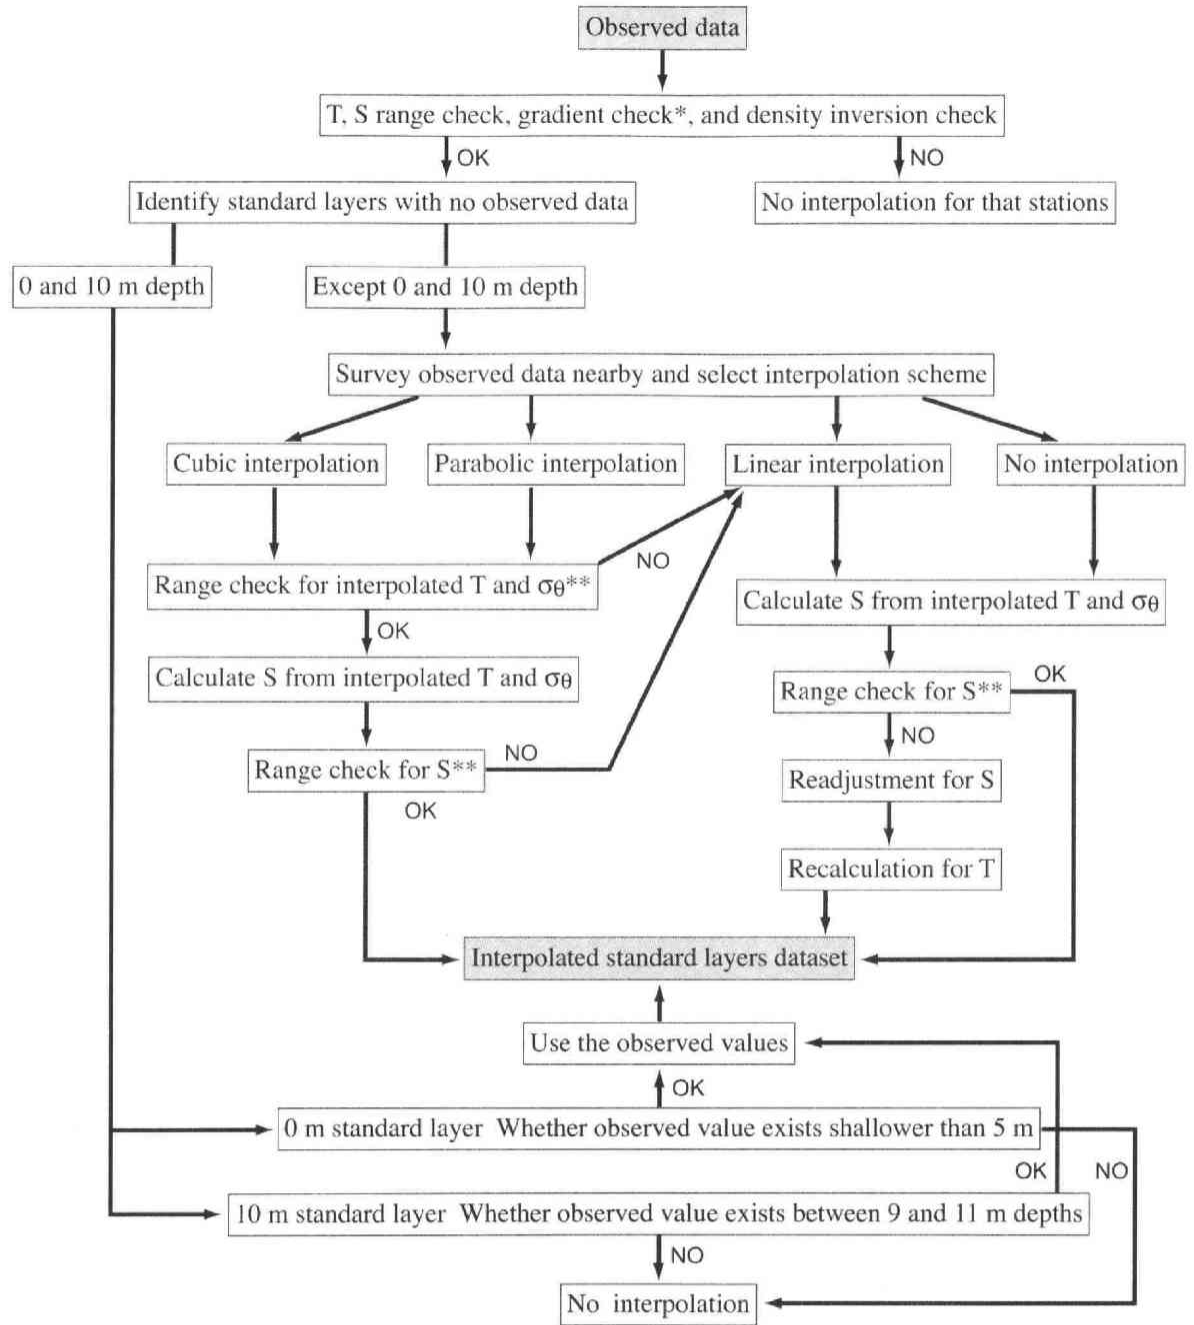 Observed data
T, S range check, gradient check*, and density inversion check
OK
NO
Identify standard layers with no observed data
No interpolation for that stations
0 and 10 m depth
Except 0 and 10 m depth
Survey observed data nearby and select interpolation scheme
Cubic interpolation
Parabolic interpolation
Linear interpolation
No interpolation
NO
Range check for interpolated T and σθ**
Calculate S from interpolated T and σθ
OK
Calculate S from interpolated T and σθ
OK
Range check for S**
NO
NO
Range check for S**
Readjustment for S
OK
Recalculation for T
Interpolated standard layers dataset
Use the observed values
OK
0 m standard layer Whether observed value exists shallower than 5 m
OK
NO
10 m standard layer Whether observed value exists between 9 and 11 m depths
NO
No interpolation